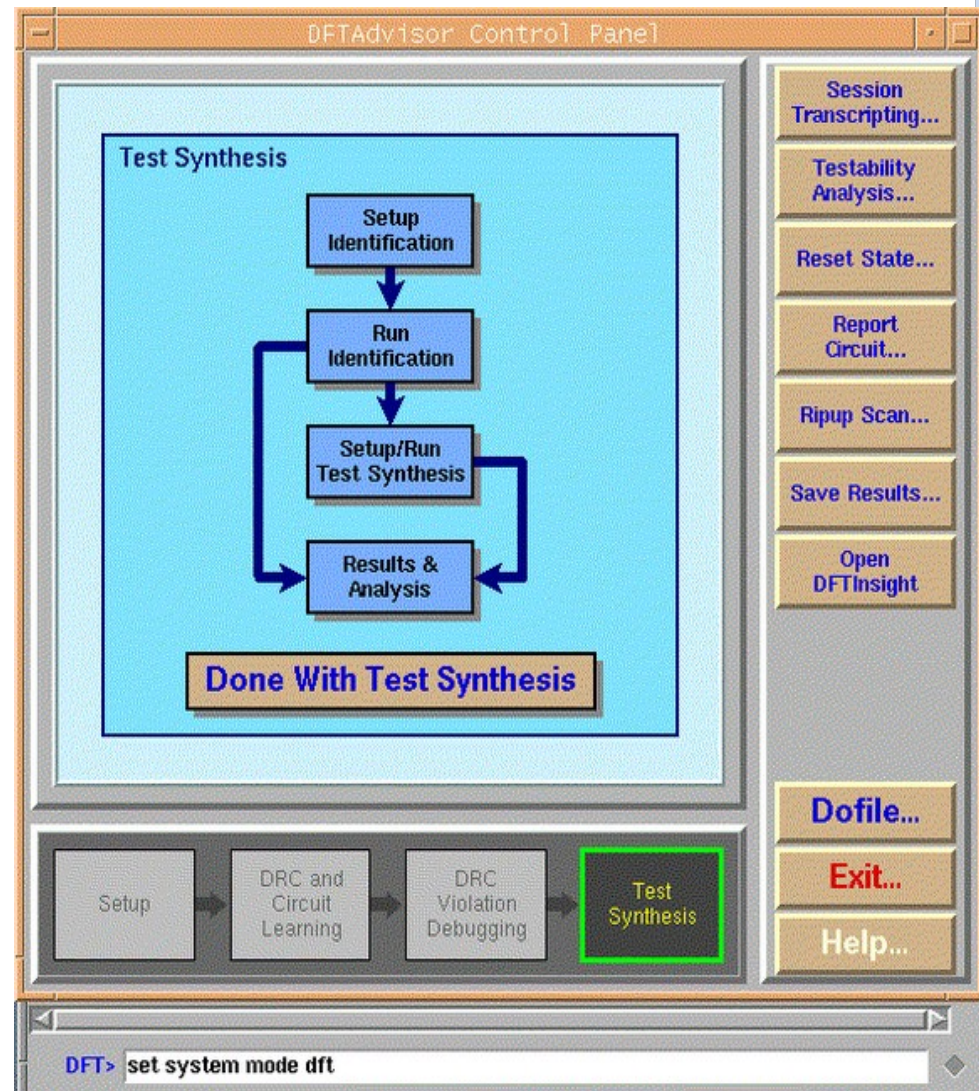 DFTAdvisor Control Panel
Test Synthesis
Setup
Identification
Run
Identification
Setup/Run
Test Synthesis
Results &
Analysis
Done With Test Synthesis
Session
Transcripting...
Testability
Analysis...
Reset State...
Report
Circuit...
Ripup Scan...
Save Results...
Open
DFTInsight
Dofile...
Exit...
Help...
Setup
DRC and
Circuit
Learning
DRC
Violation
Debugging
Test
Synthesis
DFT> set system mode dft